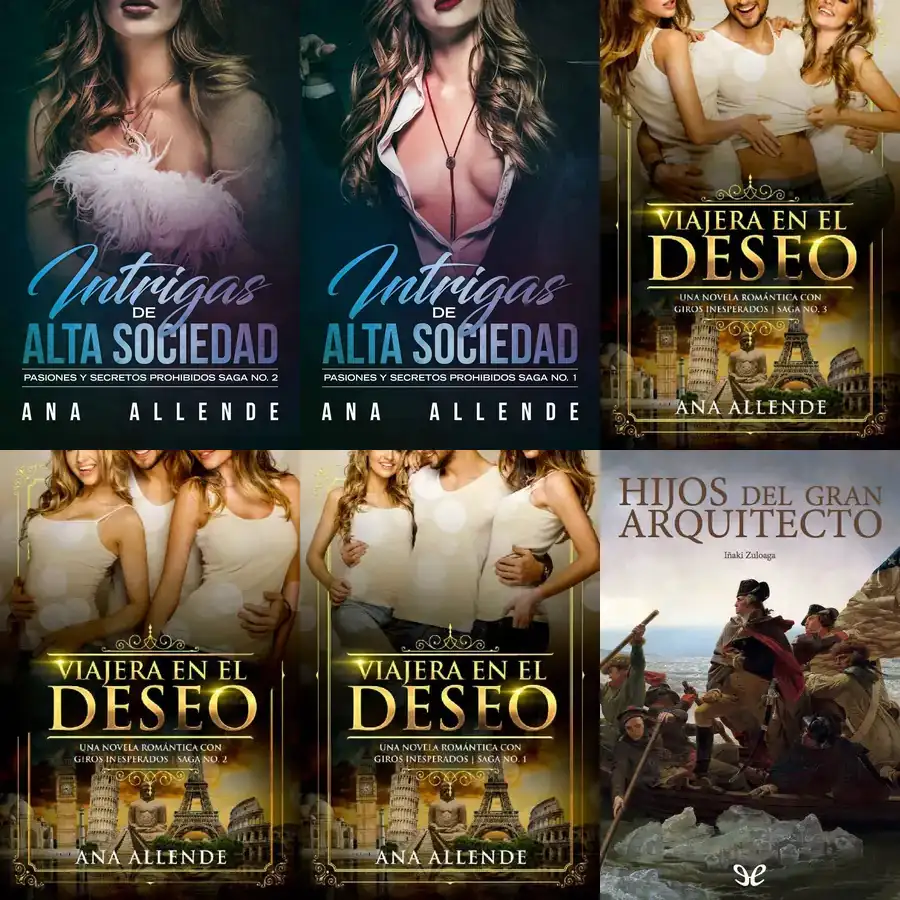 Intrigas
DE
ALTA SOCIEDAD
PASIONES Y SECRETOS PROHIBIDOS SAGA NO. 2
ANA ALLENDE
Intrigas
DE
ALTA SOCIEDAD
PASIONES Y SECRETOS PROHIBIDOS SAGA NO. 1
ANA ALLENDE
VIAJERA EN EL
DESEO
UNA NOVELA ROMÁNTICA CON
GIROS INESPERADOS | SAGA NO. 3
ANA ALLENDE
VIAJERA EN EL
DESEO
UNA NOVELA ROMÁNTICA CON
GIROS INESPERADOS | SAGA NO. 2
ANA ALLENDE
VIAJERA EN EL
DESEO
UNA NOVELA ROMÁNTICA CON
GIROS INESPERADOS | SAGA NO. 1
ANA ALLENDE
HIJOS DEL GRAN
ARQUITECTO
Iñaki Zuloaga